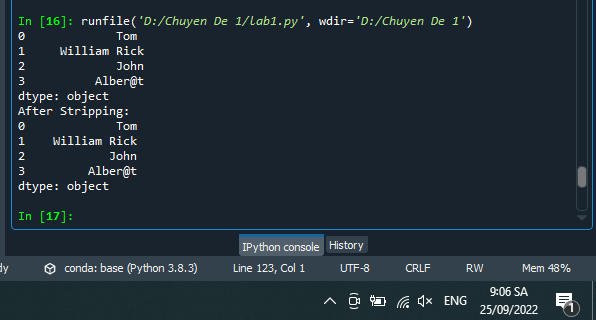 In [16]: runfile('D:/Chuyen De 1/lab1.py', wdir='D:/Chuyen De 1')
0             Tom
1    William Rick
2            John
3         Alber@t
dtype: object
After Stripping:
0             Tom
1    William Rick
2            John
3         Alber@t
dtype: object
In [17]:
IPython console History
dy conda: base (Python 3.8.3) Line 123, Col 1 UTF-8 CRLF RW Mem 48%
ENG 9:06 SA
25/09/2022 1